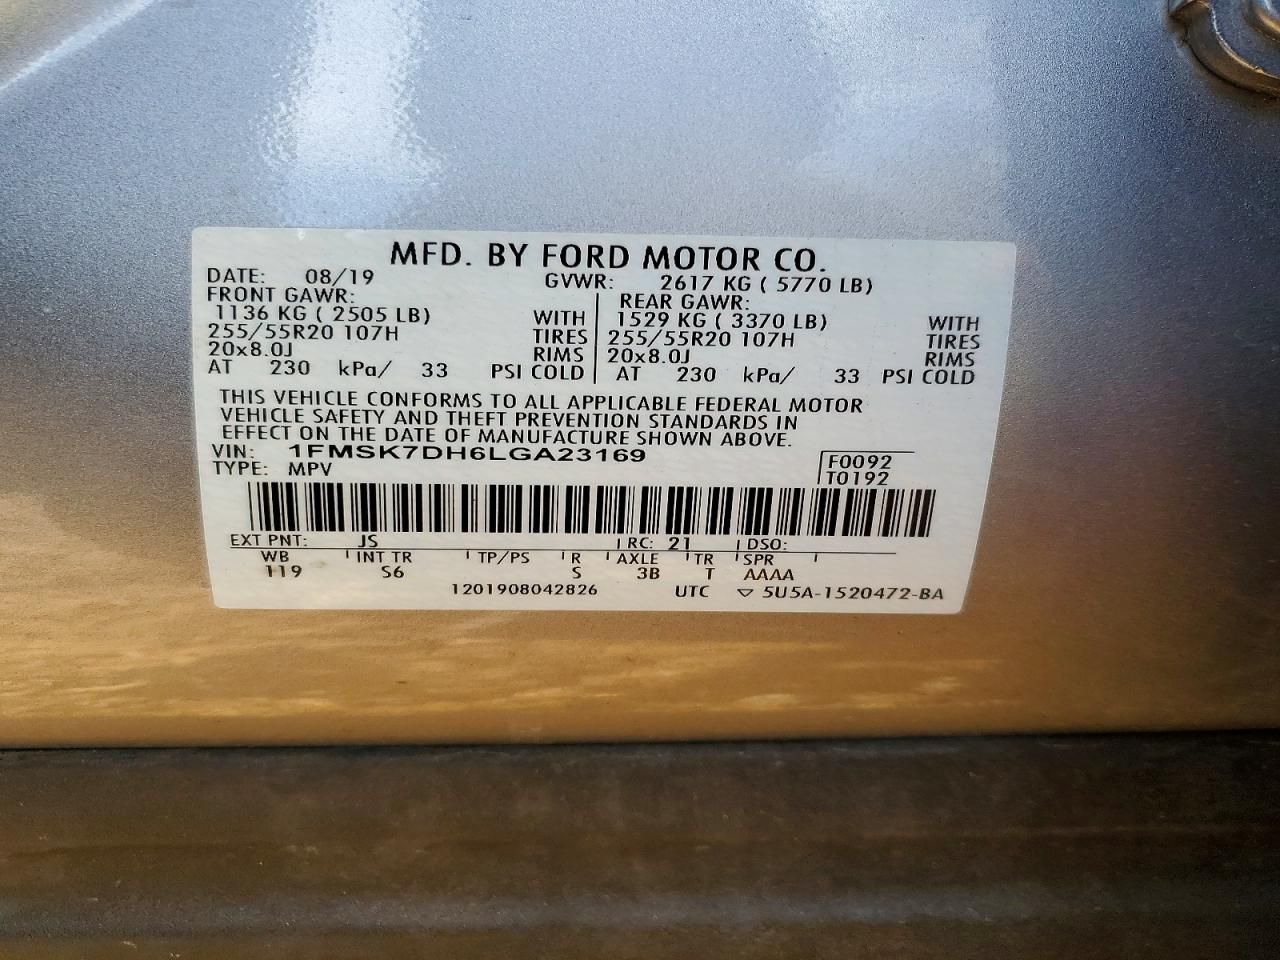 MFD. BY FORD MOTOR CO.
DATE: 08/19 GVWR: 2617 KG ( 5770 LB)
FRONT GAWR: REAR GAWR:
1136 KG ( 2505 LB) WITH 1529 KG ( 3370 LB) WITH
255/55R20 107H TIRES 255/55R20 107H TIRES
20x8.0J RIMS 20x8.0J RIMS
AT 230 kPa/ 33 PSI COLD AT 230 kPa/ 33 PSI COLD
THIS VEHICLE CONFORMS TO ALL APPLICABLE FEDERAL MOTOR
VEHICLE SAFETY AND THEFT PREVENTION STANDARDS IN
EFFECT ON THE DATE OF MANUFACTURE SHOWN ABOVE.
VIN: 1FMSK7DH6LGA23169 F0092
TYPE: MPV T0192
EXT PNT: JS RC: 21 DSO:
WB INT TR TP/PS R AXLE TR SPR
119 S6 S 3B T AAAA
1201908042826 UTC ▽ 5U5A-1520472-BA